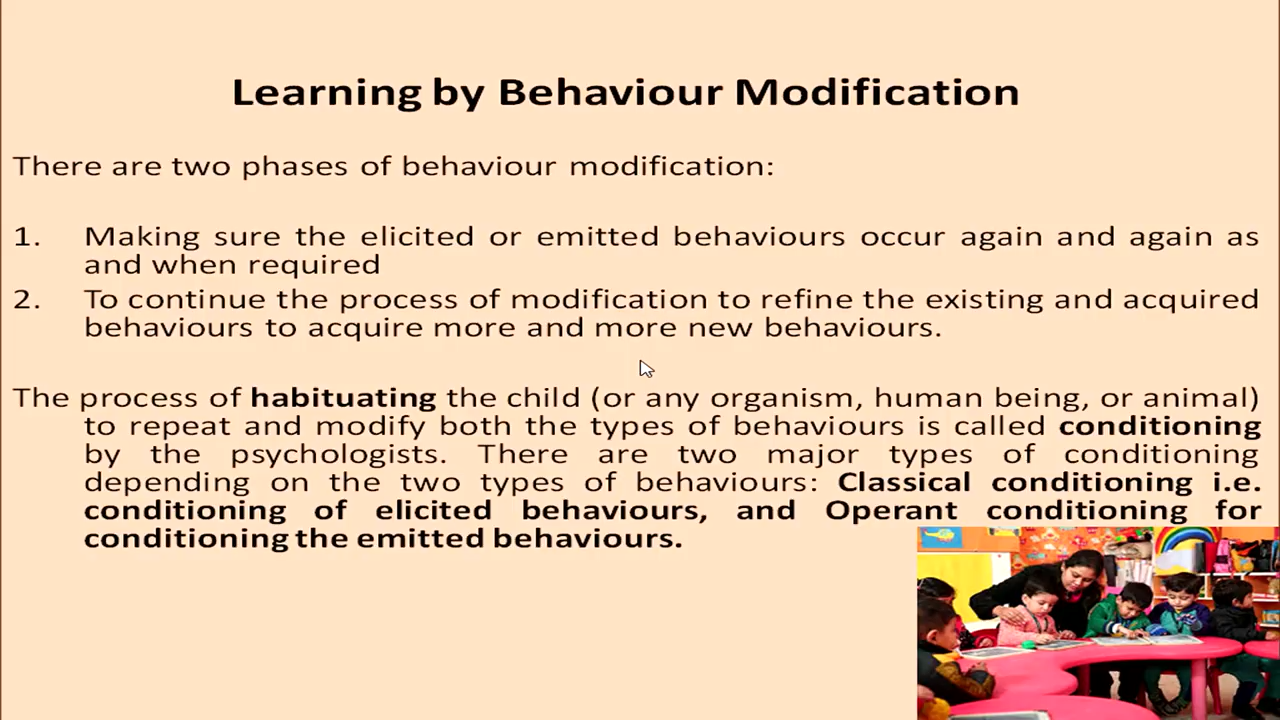 Learning by Behaviour Modification
There are two phases of behaviour modification:
1. Making sure the elicited or emitted behaviours occur again and again as
and when required
2. To continue the process of modification to refine the existing and acquired
behaviours to acquire more and more new behaviours.
The process of habituating the child (or any organism, human being, or animal)
to repeat and modify both the types of behaviours is called conditioning
by the psychologists. There are two major types of conditioning
depending on the two types of behaviours: Classical conditioning i.e.
conditioning of elicited behaviours, and Operant conditioning for
conditioning the emitted behaviours.